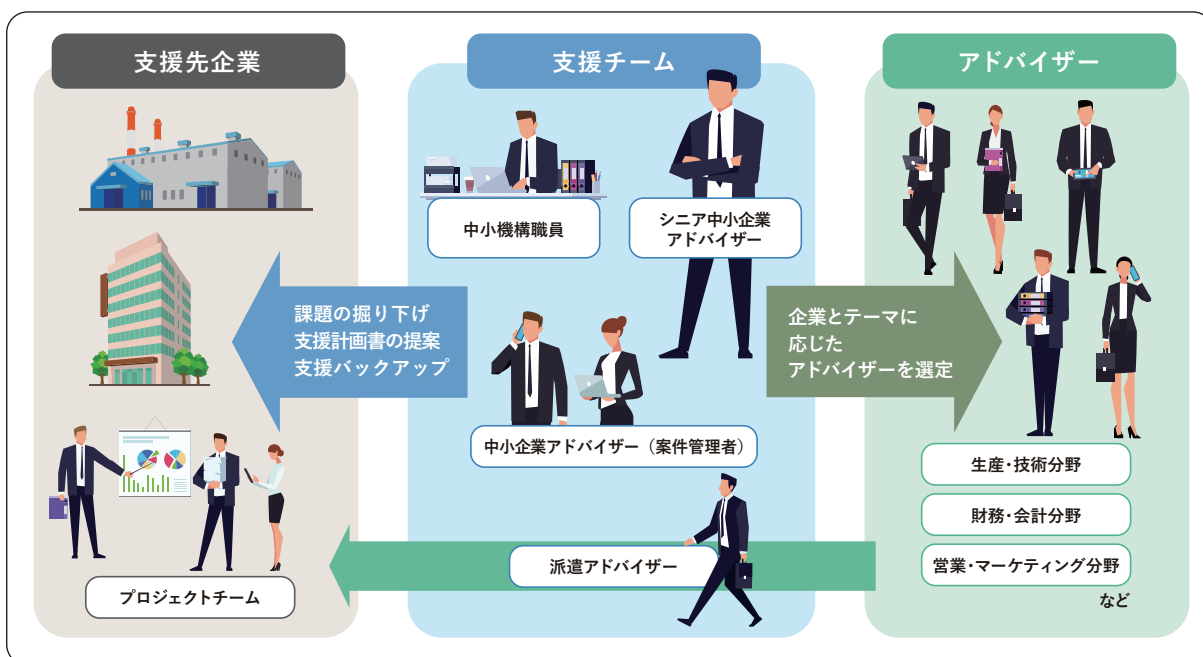 支援先企業
支援チーム
アドバイザー
中小機構職員
シニア中小企業
アドバイザー
課題の掘り下げ
支援計画書の提案
支援バックアップ
企業とテーマに
応じた
アドバイザーを選定
中小企業アドバイザー（案件管理者）
生産・技術分野
財務・会計分野
営業・マーケティング分野
など
派遣アドバイザー
プロジェクトチーム